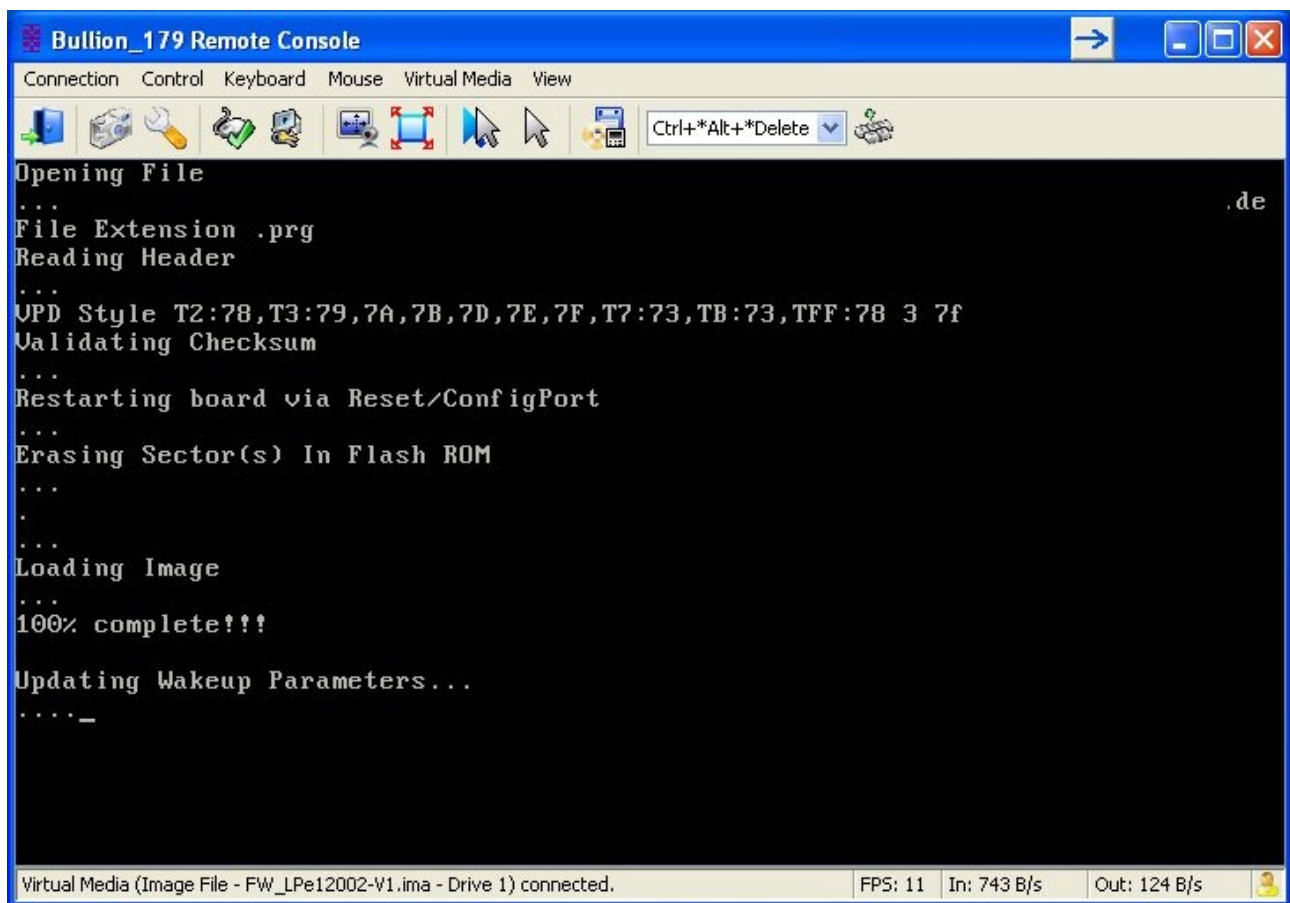 Bullion_179 Remote Console
Connection Control Keyboard Mouse Virtual Media View
Ctrl+*Alt+*Delete
Opening File
... .de
File Extension .prg
Reading Header
...
VPD Style T2:78,T3:79,7A,7B,7D,7E,7F,T7:73,TB:73,TFF:78 3 7f
Validating Checksum
...
Restarting board via Reset/ConfigPort
...
Erasing Sector(s) In Flash ROM
...
.
...
Loading Image
...
100% complete!!!
Updating Wakeup Parameters...
...._
Virtual Media (Image File - FW_LPe12002-V1.ima - Drive 1) connected. FPS: 11 In: 743 B/s Out: 124 B/s